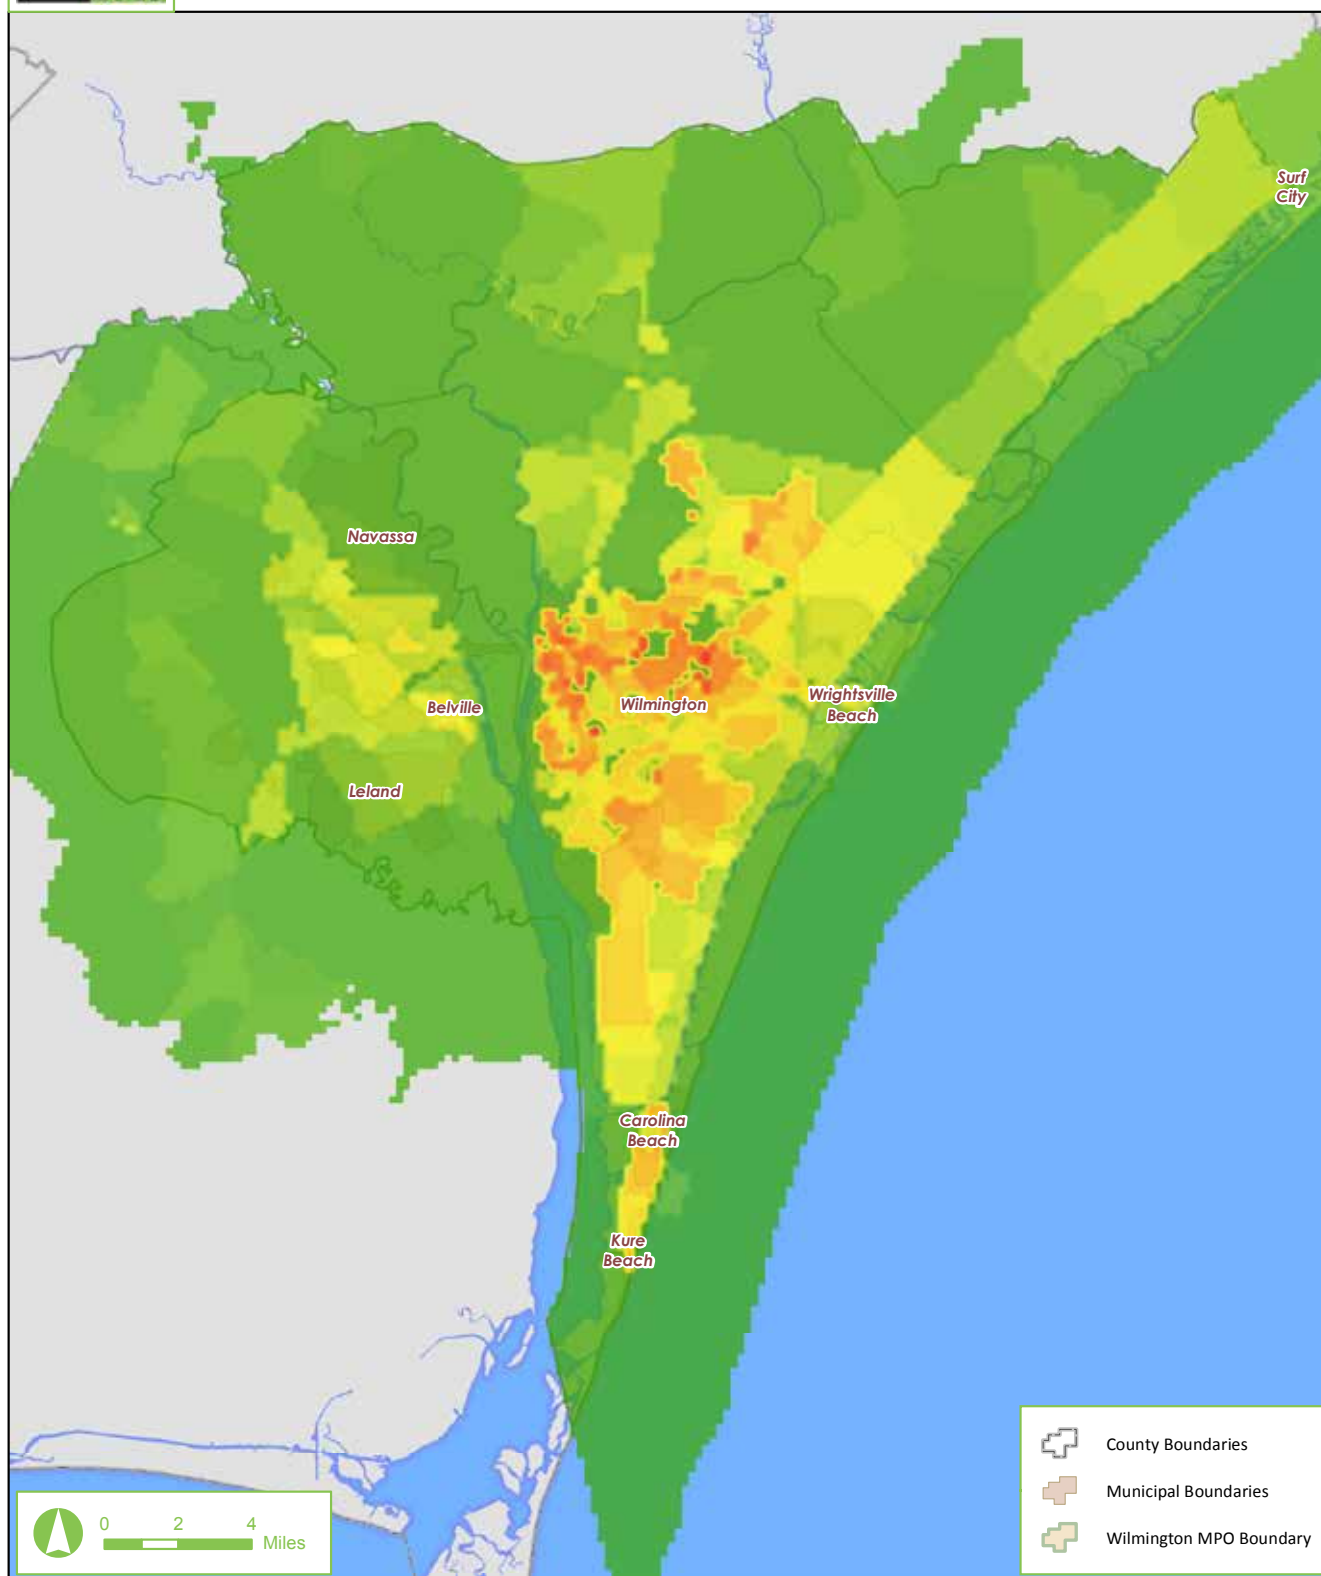 Surf
City
Navassa
Belville
Wilmington
Wrightsville
Beach
Leland
Carolina
Beach
Kure
Beach
0 2 4
Miles
County Boundaries
Municipal Boundaries
Wilmington MPO Boundary